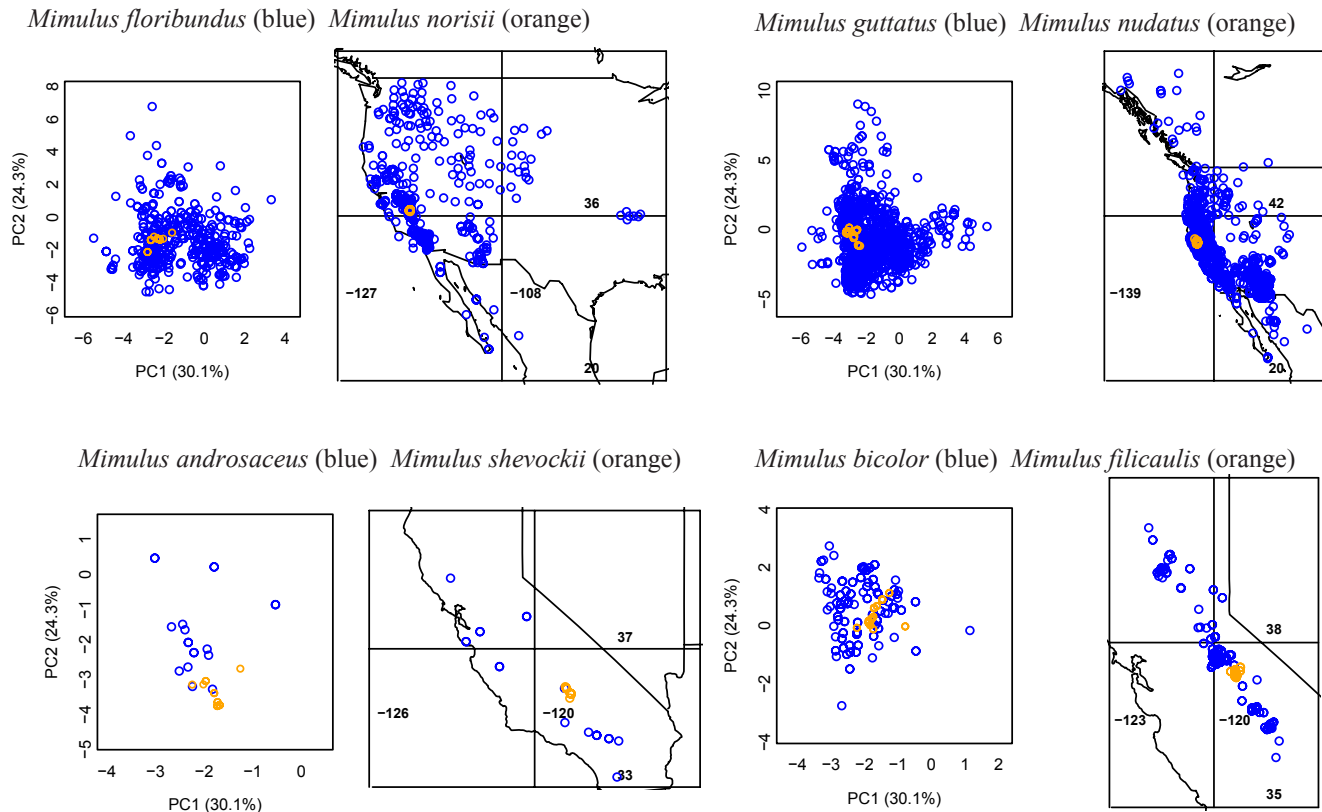 Mimulus floribundus (blue) Mimulus norisii (orange)
8
6
4
2
0
−2
−4
−6
PC2 (24.3%)
−6 −4 −2 0 2 4
PC1 (30.1%)
36
−127 −108
20
Mimulus guttatus (blue) Mimulus nudatus (orange)
10
5
0
−5
PC2 (24.3%)
−6 −4 −2 0 2 4 6
PC1 (30.1%)
42
−139
20
Mimulus androsaceus (blue) Mimulus shevockii (orange)
1
0
−1
−2
−3
−4
−5
PC2 (24.3%)
−4 −3 −2 −1 0
PC1 (30.1%)
37
−126 −120
33
Mimulus bicolor (blue) Mimulus filicaulis (orange)
4
2
0
−2
−4
PC2 (24.3%)
−4 −3 −2 −1 0 1 2
PC1 (30.1%)
38
−123 −120
35